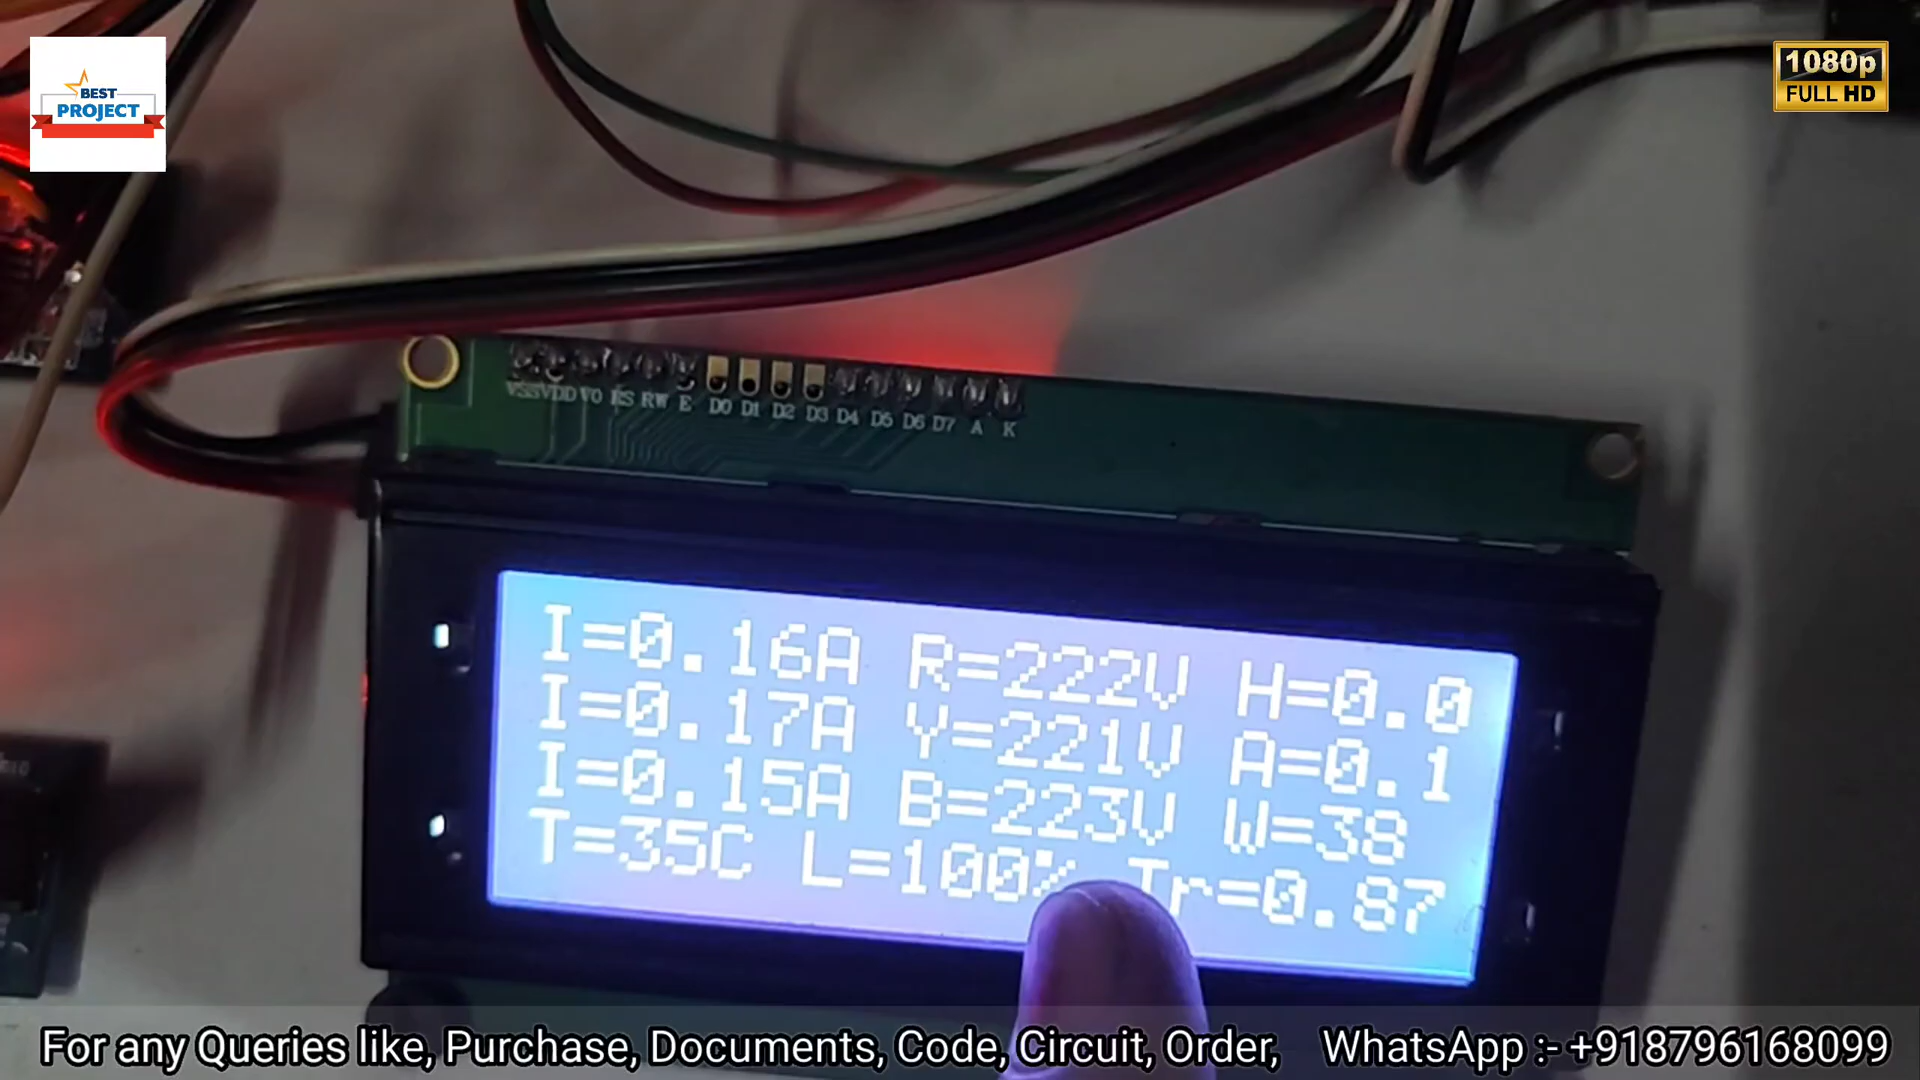 BEST
PROJECT
1080p
FULL HD
VSS VDD V0 RS RW E D0 D1 D2 D3 D4 D5 D6 D7 A K
I=0.16A R=222V H=0.0
I=0.17A Y=221V A=0.1
I=0.15A B=223V W=38
T=35C L=100% Tr=0.87
For any Queries like, Purchase, Documents, Code, Circuit, Order, WhatsApp :- +918796168099